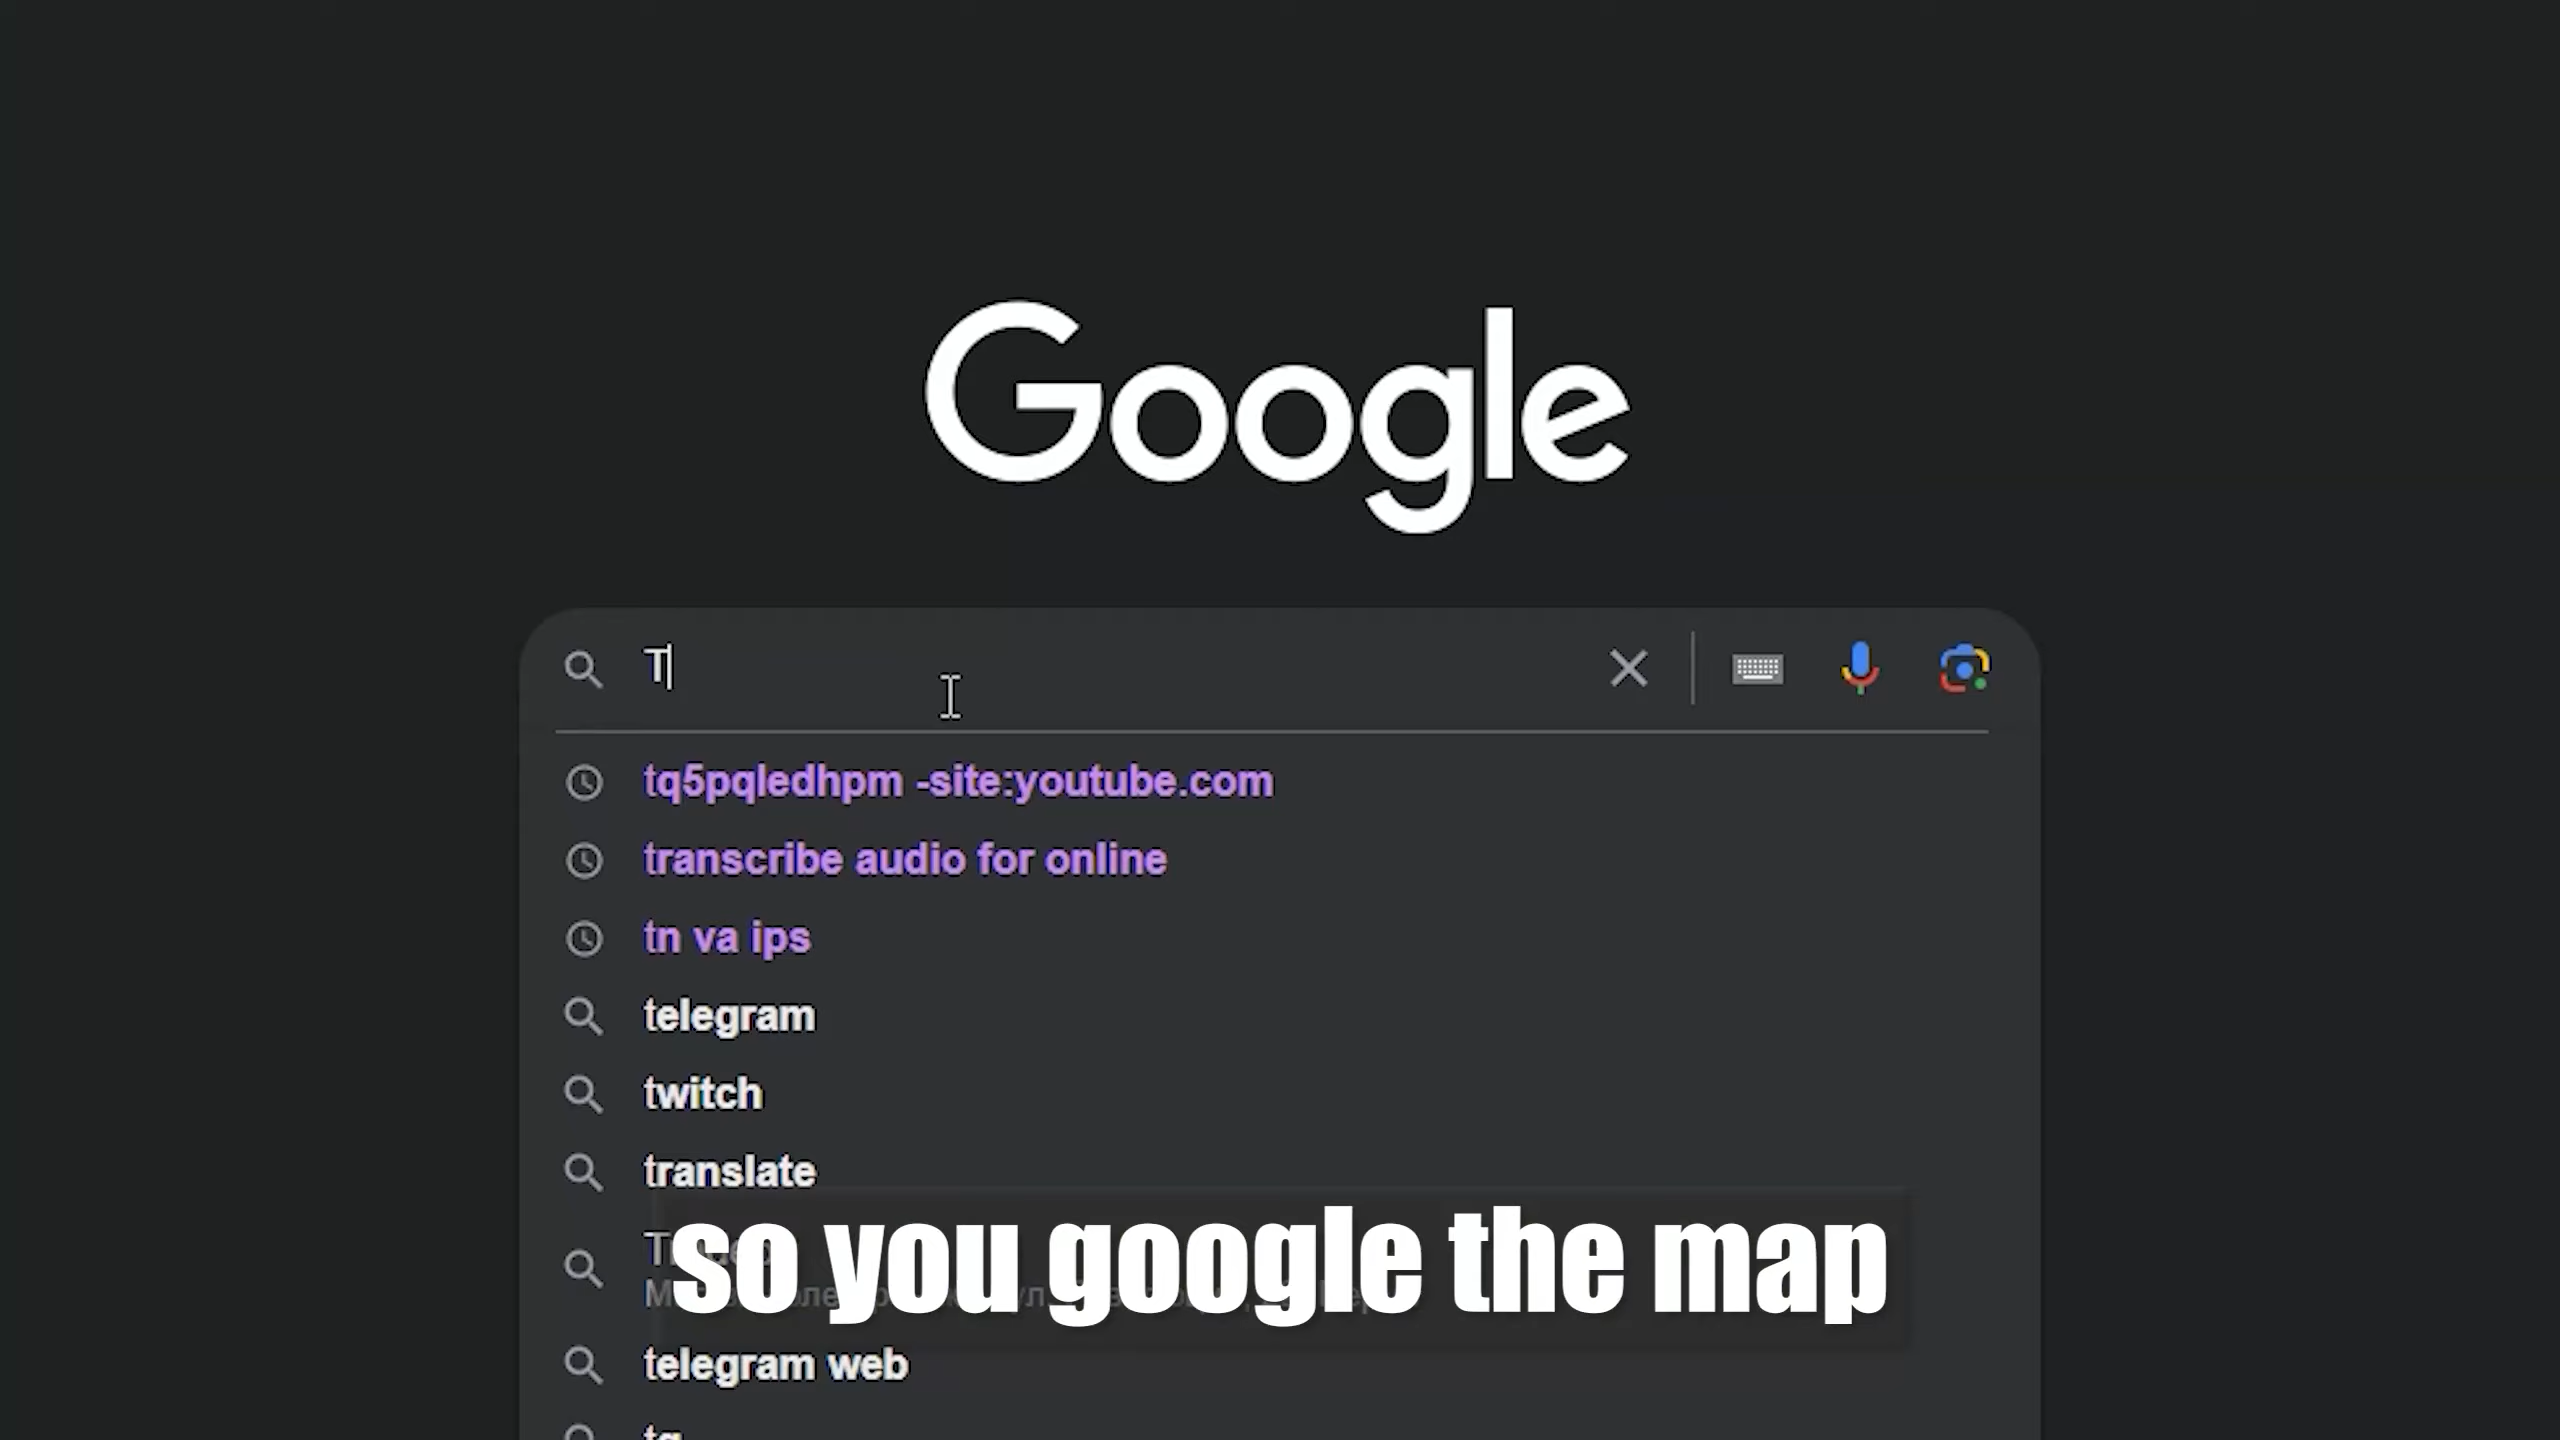 Google
T
tq5pqledhpm -site:youtube.com
transcribe audio for online
tn va ips
telegram
twitch
translate
so you google the map
telegram web
tg